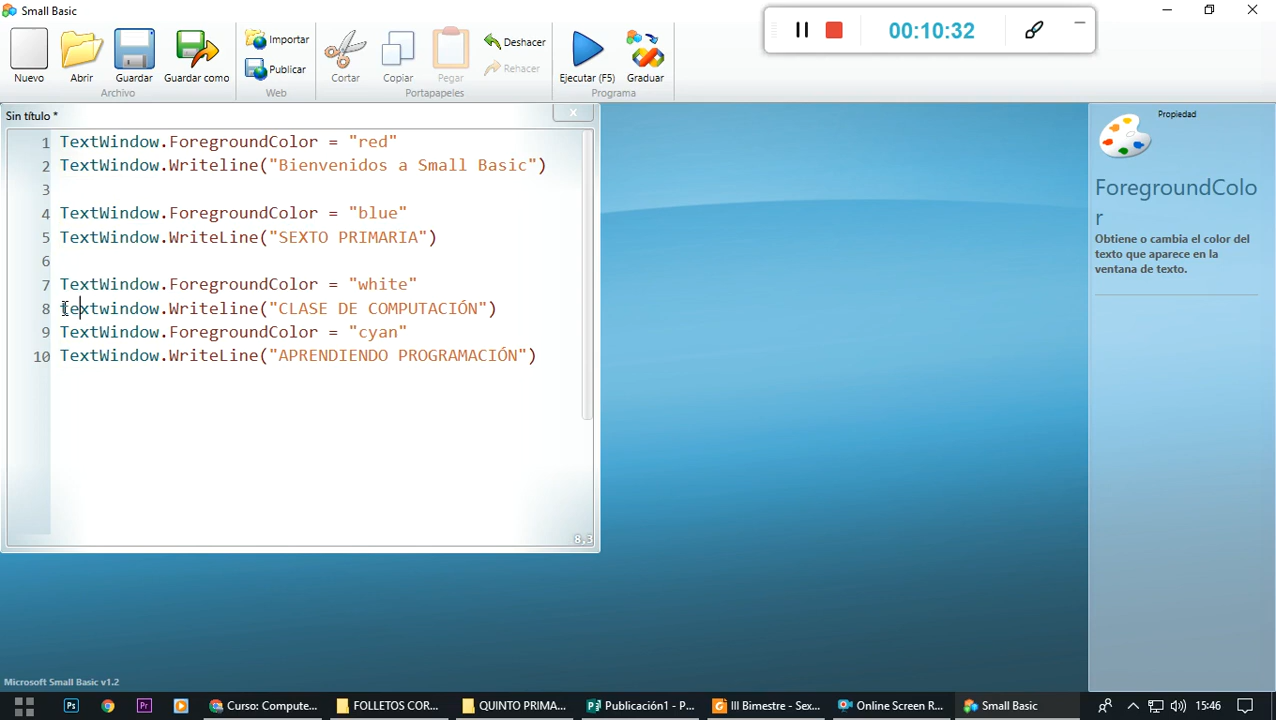 Small Basic
00:10:32
Nuevo
Abrir
Guardar
Guardar como
Importar
Publicar
Cortar
Copiar
Pegar
Deshacer
Rehacer
Ejecutar (F5)
Graduar
Archivo
Web
Portapapeles
Programa
Sin título *
1 TextWindow.ForegroundColor = "red"
2 TextWindow.Writeline("Bienvenidos a Small Basic")
3
4 TextWindow.ForegroundColor = "blue"
5 TextWindow.WriteLine("SEXTO PRIMARIA")
6
7 TextWindow.ForegroundColor = "white"
8 textwindow.Writeline("CLASE DE COMPUTACIÓN")
9 TextWindow.ForegroundColor = "cyan"
10 TextWindow.WriteLine("APRENDIENDO PROGRAMACIÓN")
8,3
Propiedad
ForegroundColo
r
Obtiene o cambia el color del
texto que aparece en la
ventana de texto.
Microsoft Small Basic v1.2
Ps
Pr
Curso: Compute...
FOLLETOS COR...
QUINTO PRIMA...
Publicación1 - P...
III Bimestre - Sex...
Online Screen R...
Small Basic
15:46